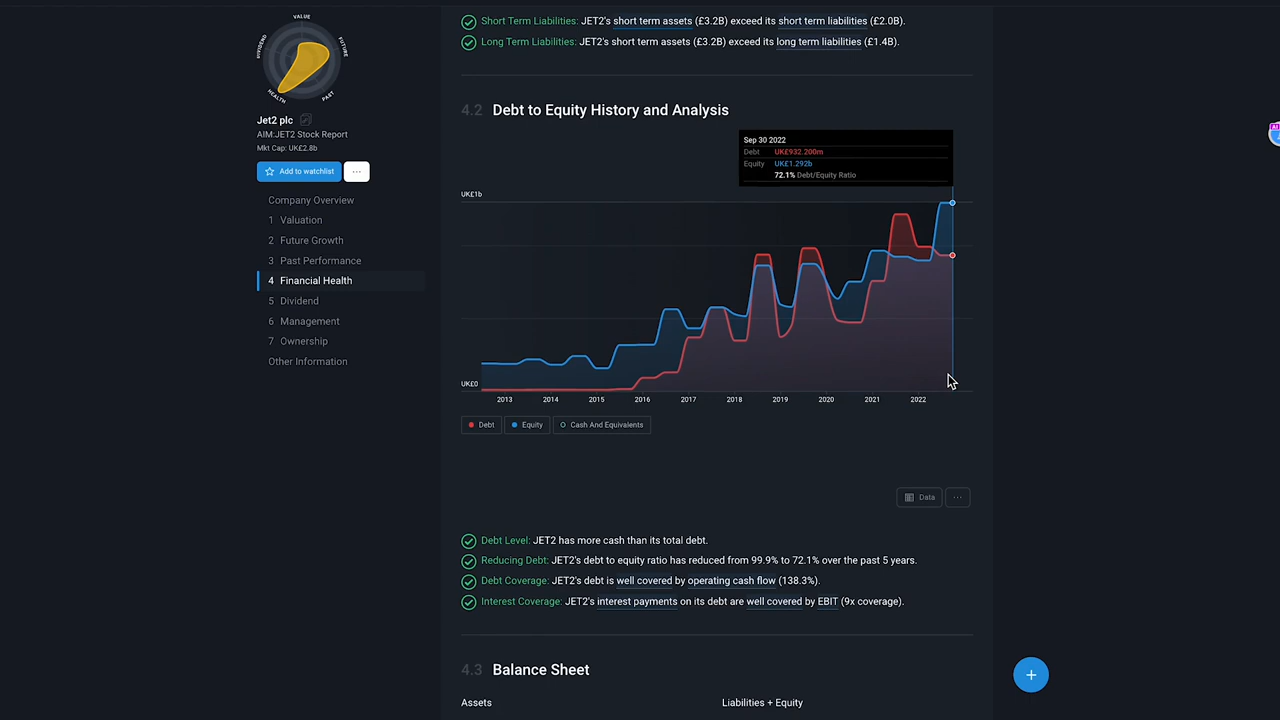 VALUE
FUTURE
PAST
HEALTH
DIVIDEND
Jet2 plc
AIM:JET2 Stock Report
Mkt Cap: UK£2.8b
Add to watchlist
...
Company Overview
1 Valuation
2 Future Growth
3 Past Performance
4 Financial Health
5 Dividend
6 Management
7 Ownership
Other Information
Short Term Liabilities: JET2's short term assets (£3.2B) exceed its short term liabilities (£2.0B).
Long Term Liabilities: JET2's short term assets (£3.2B) exceed its long term liabilities (£1.4B).
4.2 Debt to Equity History and Analysis
Sep 30 2022
Debt UK£932.200m
Equity UK£1.292b
72.1% Debt/Equity Ratio
UK£1b
UK£0
2013 2014 2015 2016 2017 2018 2019 2020 2021 2022
Debt Equity Cash And Equivalents
Data ...
Debt Level: JET2 has more cash than its total debt.
Reducing Debt: JET2's debt to equity ratio has reduced from 99.9% to 72.1% over the past 5 years.
Debt Coverage: JET2's debt is well covered by operating cash flow (138.3%).
Interest Coverage: JET2's interest payments on its debt are well covered by EBIT (9x coverage).
4.3 Balance Sheet
Assets Liabilities + Equity
+